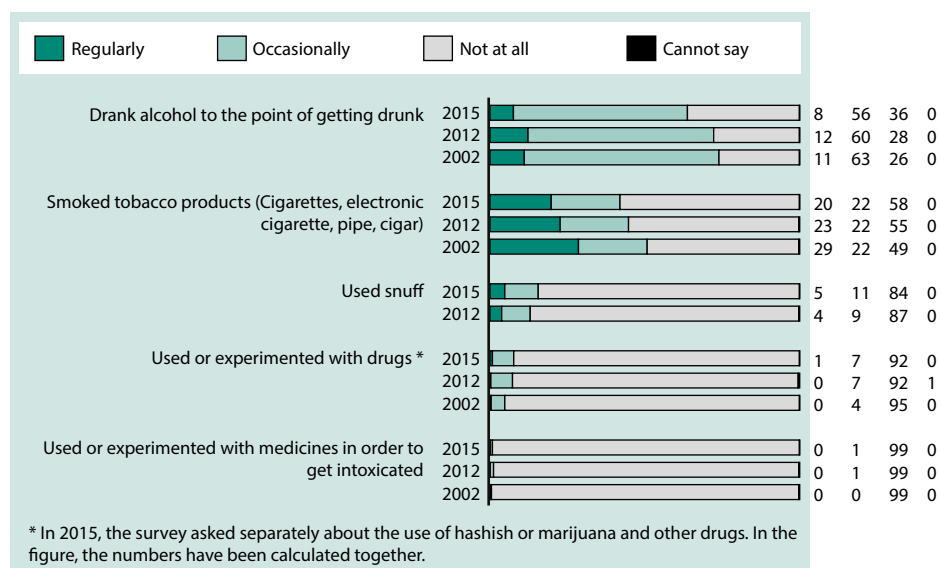 Regularly Occasionally Not at all Cannot say
Drank alcohol to the point of getting drunk 2015 8 56 36 0
2012 12 60 28 0
2002 11 63 26 0
Smoked tobacco products (Cigarettes, electronic 2015 20 22 58 0
cigarette, pipe, cigar) 2012 23 22 55 0
2002 29 22 49 0
Used snuff 2015 5 11 84 0
2012 4 9 87 0
Used or experimented with drugs * 2015 1 7 92 0
2012 0 7 92 1
2002 0 4 95 0
Used or experimented with medicines in order to 2015 0 1 99 0
get intoxicated 2012 0 1 99 0
2002 0 0 99 0
* In 2015, the survey asked separately about the use of hashish or marijuana and other drugs. In the
figure, the numbers have been calculated together.